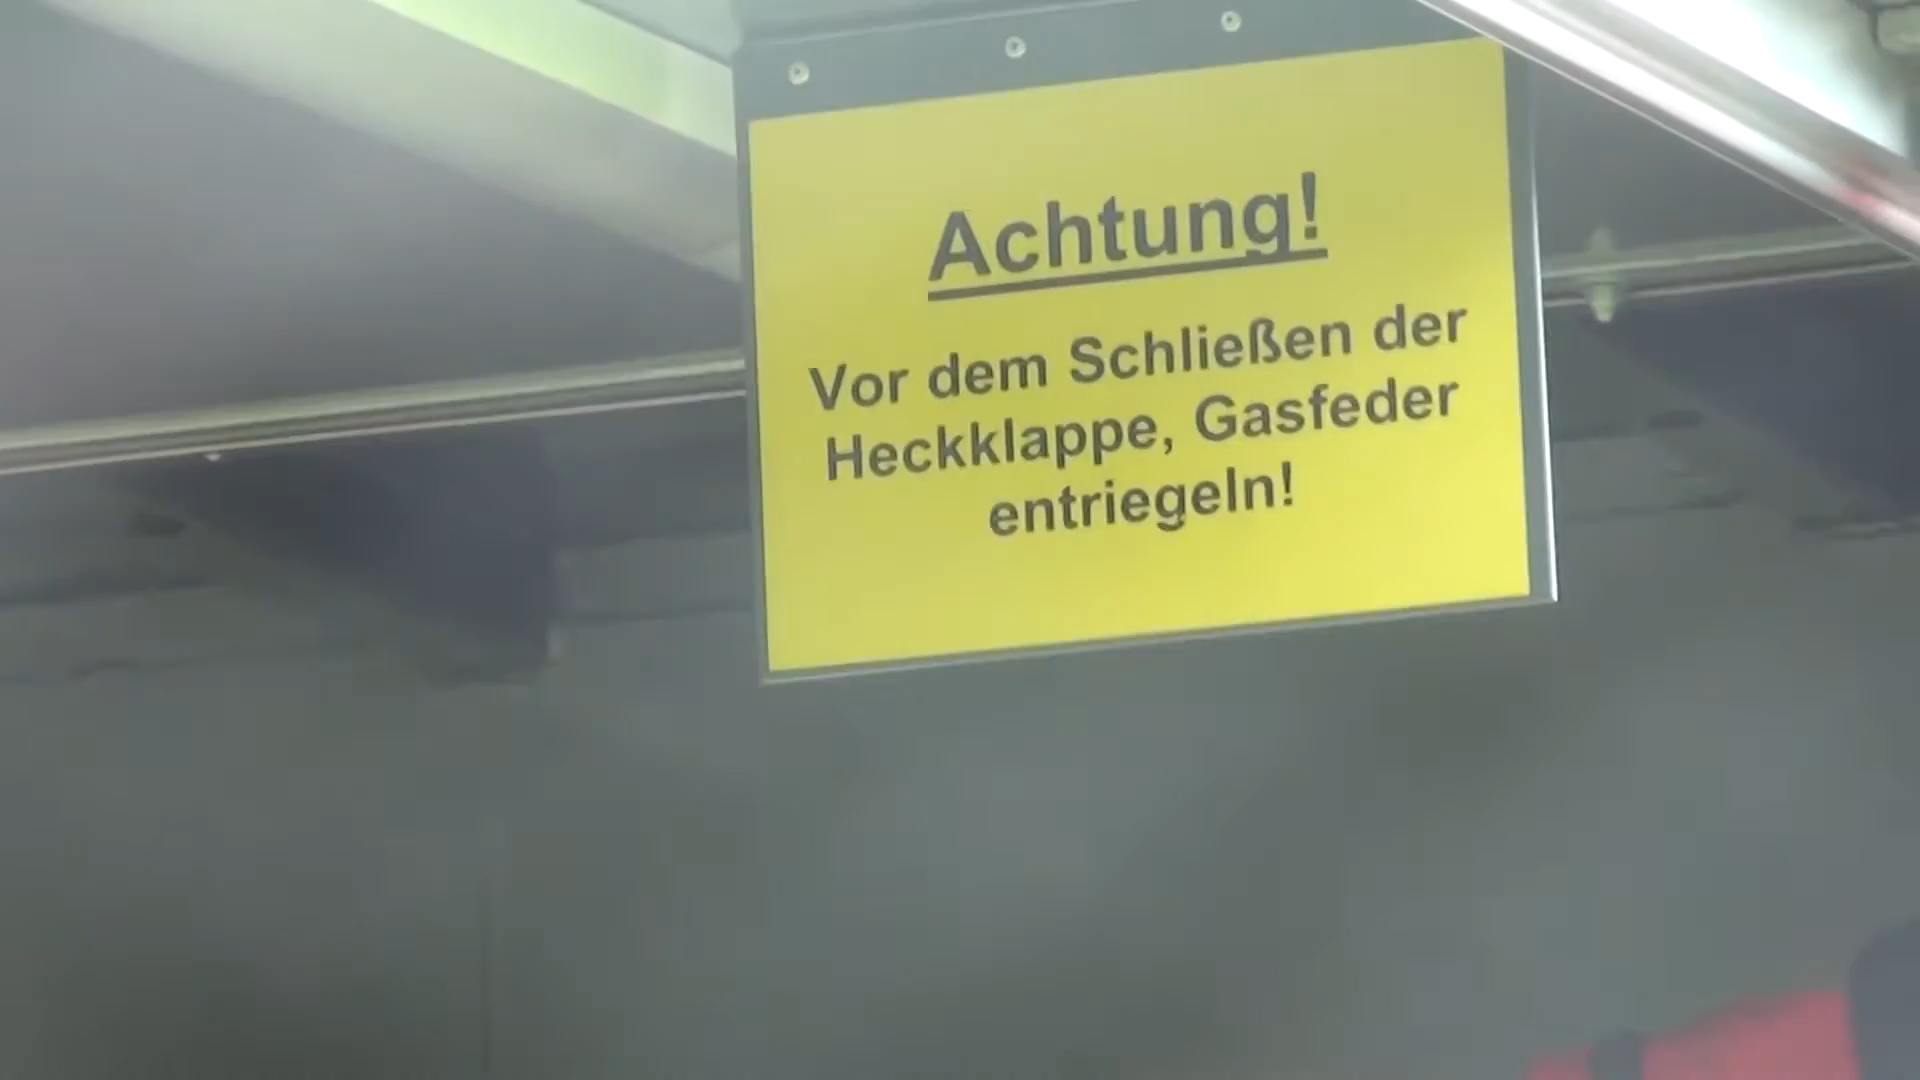 Achtung!
Vor dem Schließen der
Heckklappe, Gasfeder
entriegeln!